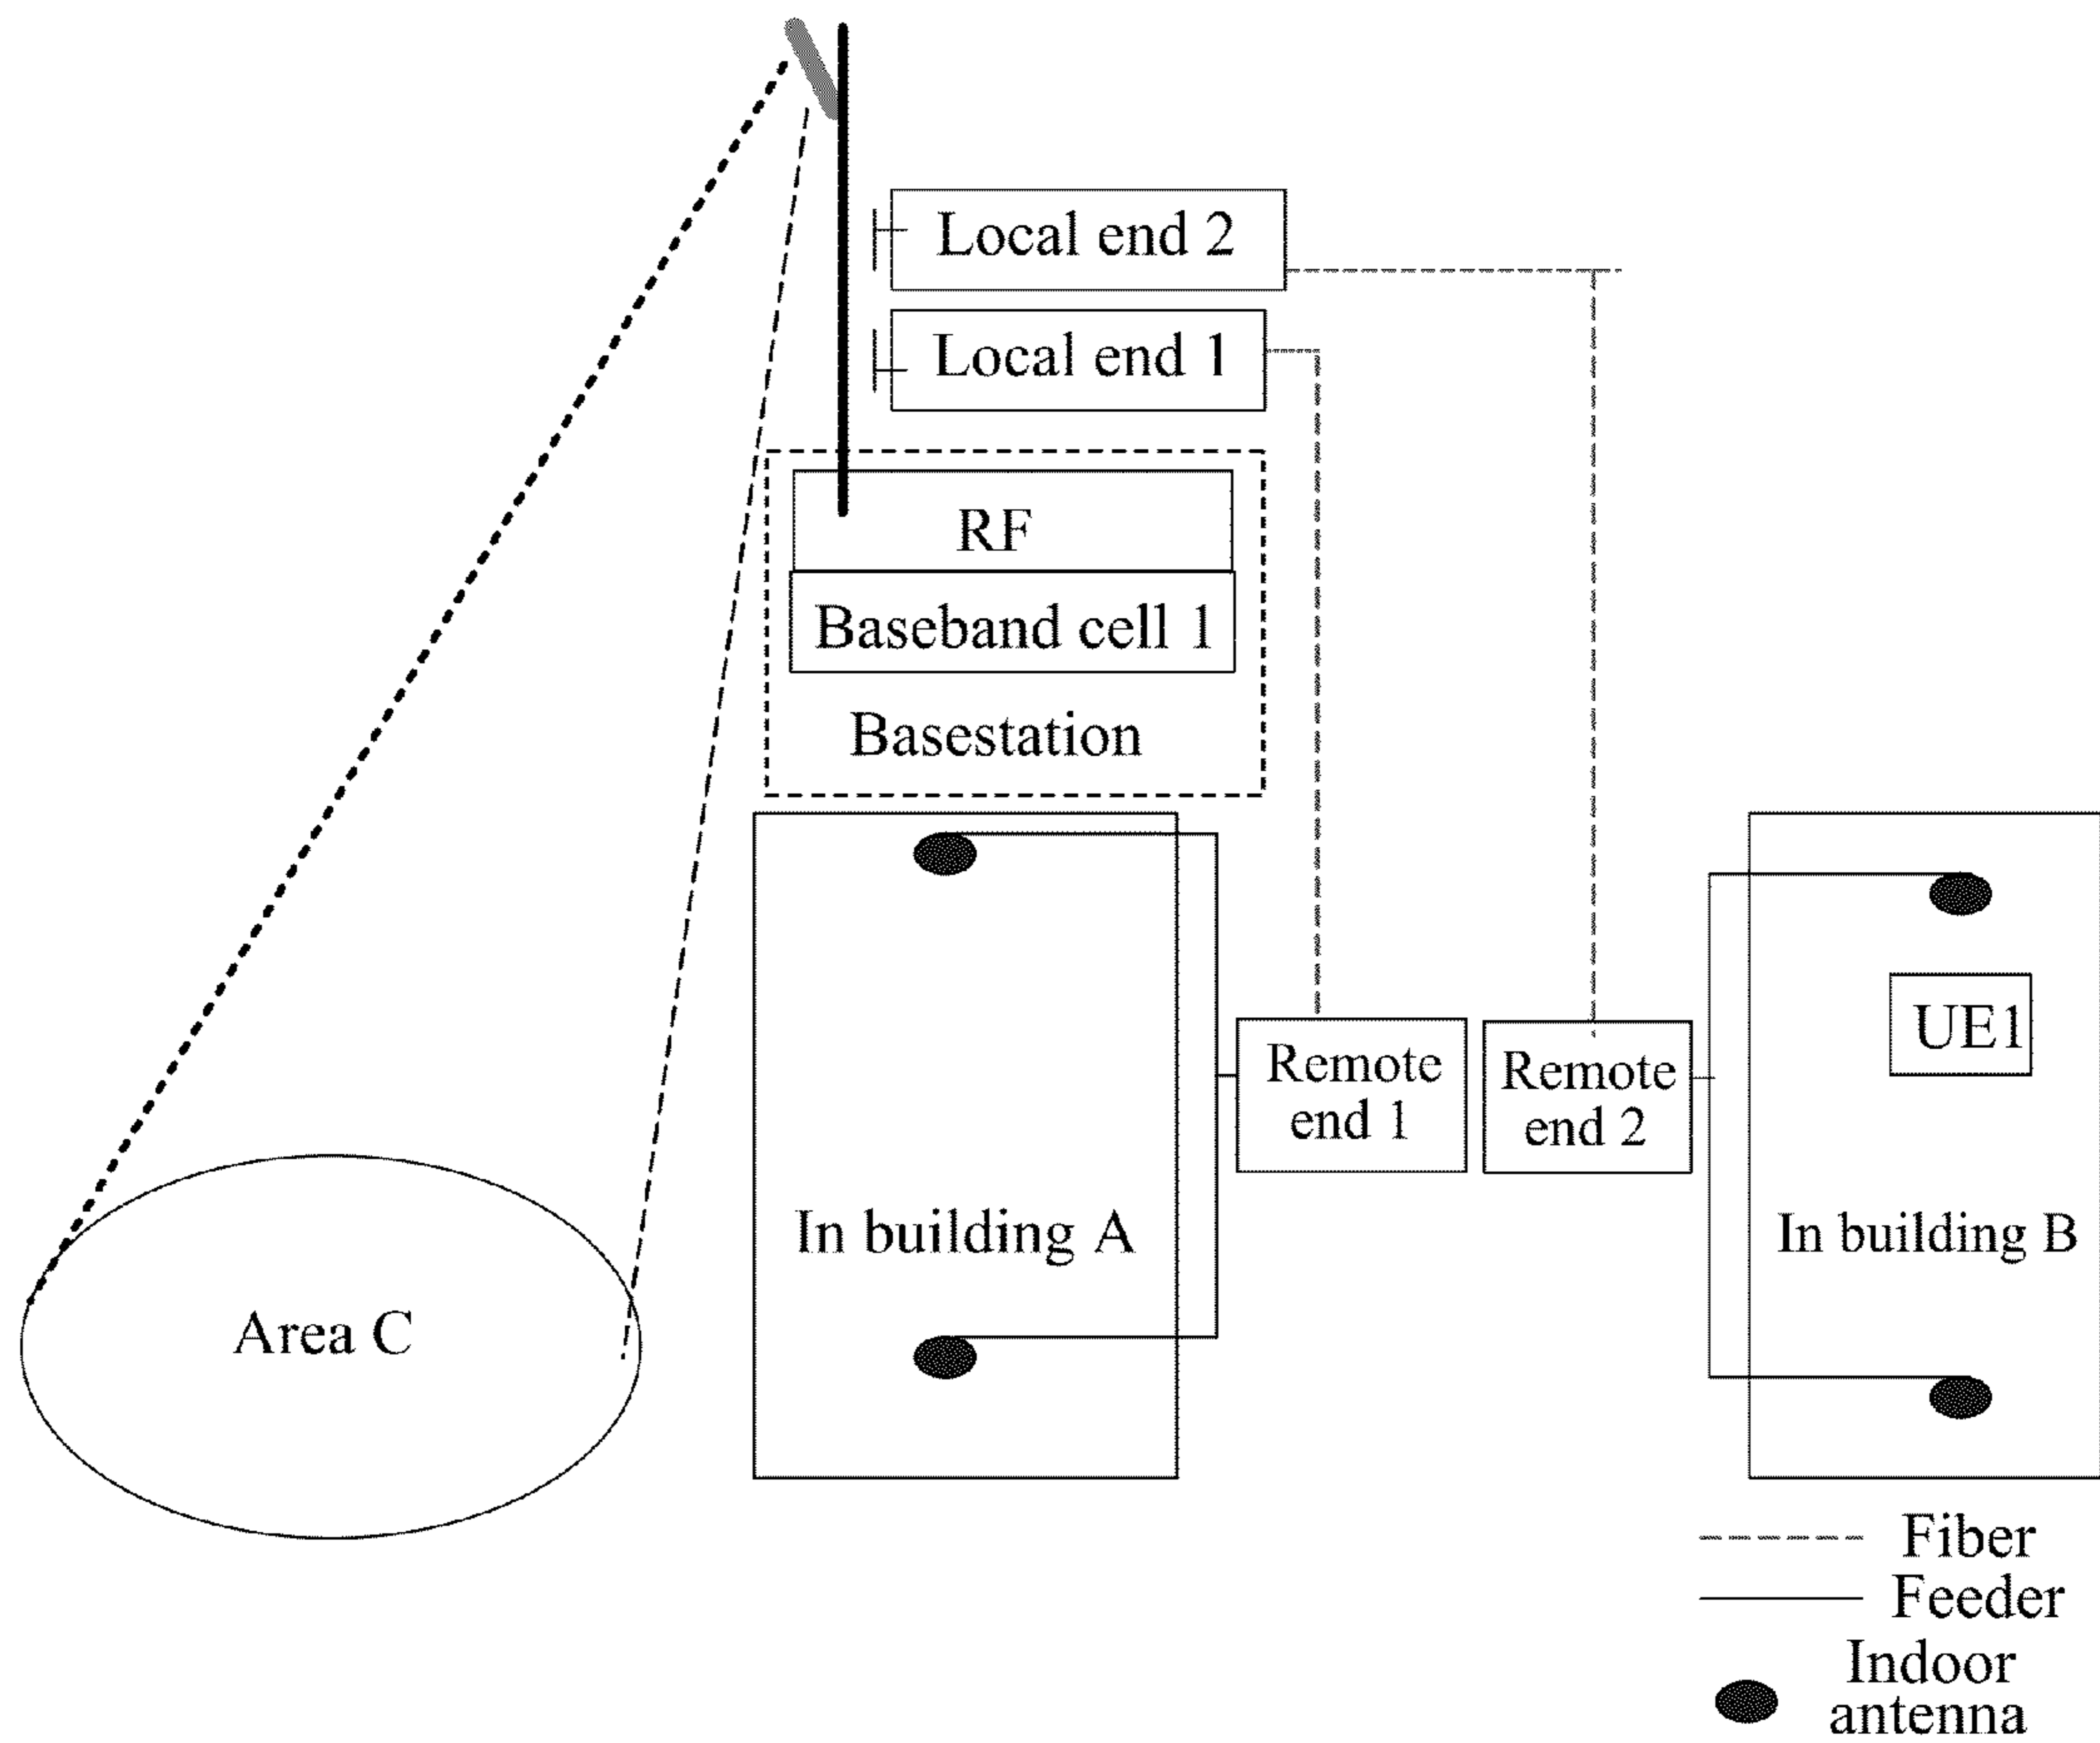 Local end 2
Local end 1
RF
Baseband cell 1
Basestation
Remote
end 1
Remote
end 2
UE1
In building A
In building B
Area C
Fiber
Feeder
Indoor
antenna